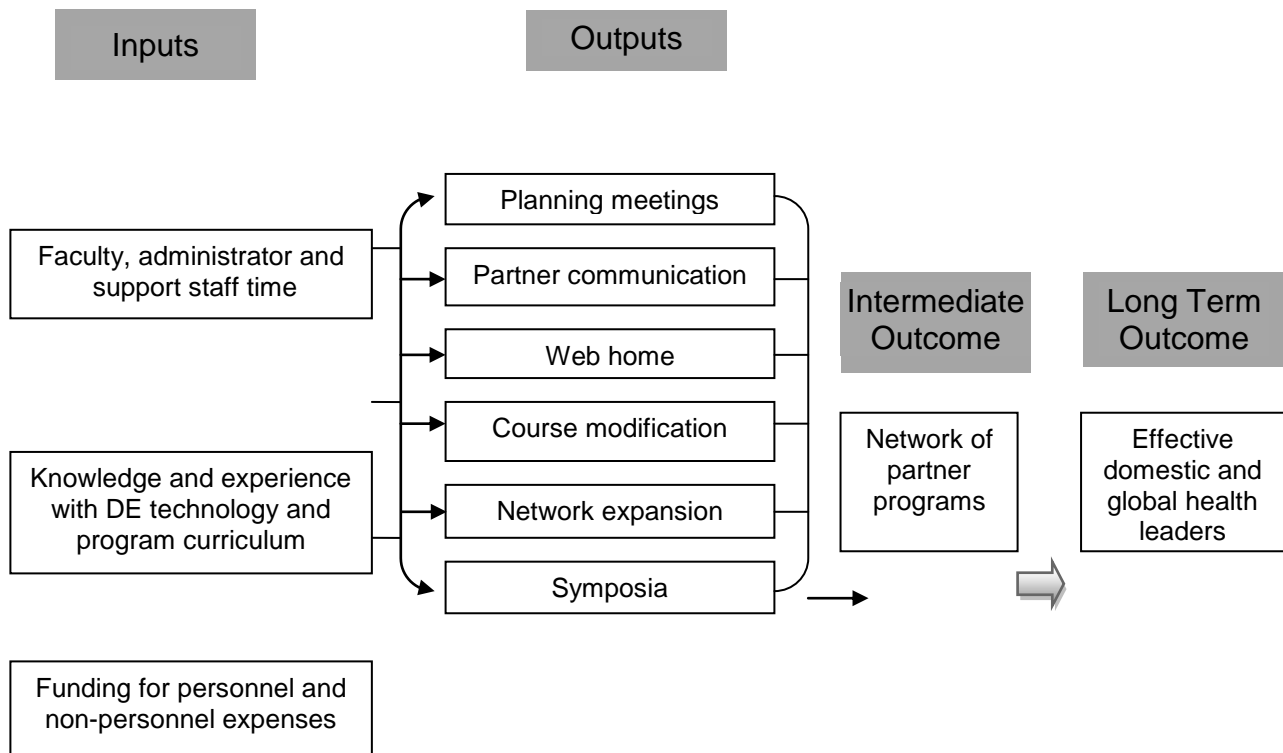 Inputs
Faculty, administrator and
support staff time
Knowledge and experience
with DE technology and
program curriculum
Funding for personnel and
non-personnel expenses
Outputs
Planning meetings
Partner communication
Web home
Course modification
Network expansion
Symposia
Intermediate
Outcome
Network of
partner
programs
Long Term
Outcome
Effective
domestic and
global health
leaders